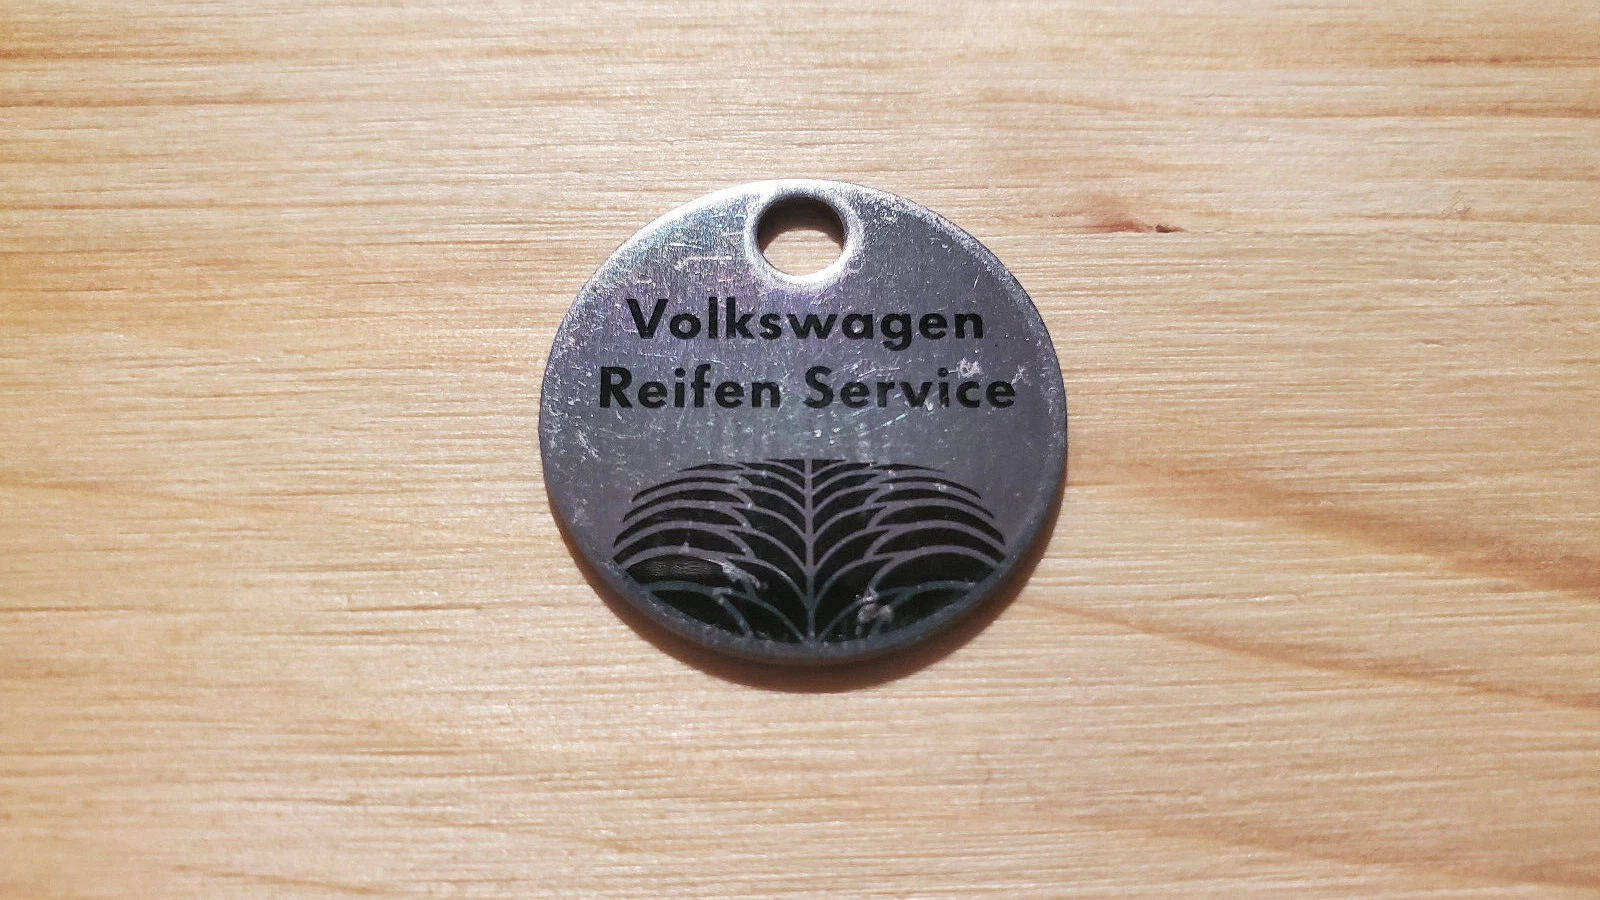 Volkswagen
Reifen Service